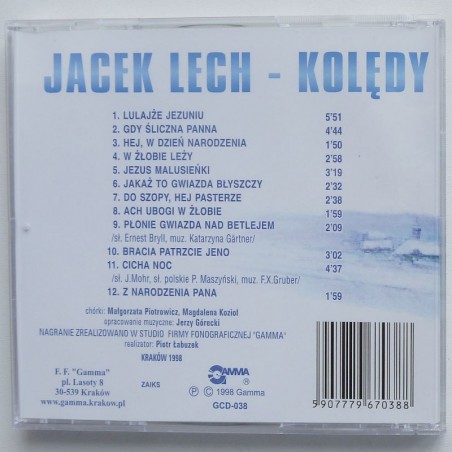 JACEK LECH - KOLĘDY
1. LULAJŻE JEZUNIU 5'51
2. GDY ŚLICZNA PANNA 4'44
3. HEJ, W DZIEŃ NARODZENIA 1'50
4. W ŻŁOBIE LEŻY 2'58
5. JEZUS MALUSIEŃKI 3'19
6. JAKAŻ TO GWIAZDA BŁYSZCZY 2'32
7. DO SZOPY, HEJ PASTERZE 2'38
8. ACH UBOGI W ŻŁOBIE 1'59
9. PŁONIE GWIAZDA NAD BETLEJEM 2'09
/sł. Ernest Bryll, muz. Katarzyna Gärtner/
10. BRACIA PATRZCIE JENO 3'02
11. CICHA NOC 4'37
/sł. J.Mohr, sł. polskie P. Maszyński, muz. F.X.Gruber/
12. Z NARODZENIA PANA 1'59
chórki: Małgorzata Piotrowicz, Magdalena Kozioł
opracowanie muzyczne: Jerzy Górecki
NAGRANIE ZREALIZOWANO W STUDIO FIRMY FONOGRAFICZNEJ "GAMMA"
realizator: Piotr Łabuzek
KRAKÓW 1998
F. F. "Gamma"
pl. Lasoty 8
30-539 Kraków
www.gamma.krakow.pl
ZAIKS
GAMMA ®
© 1998 Gamma
GCD-038
5 907779 670388